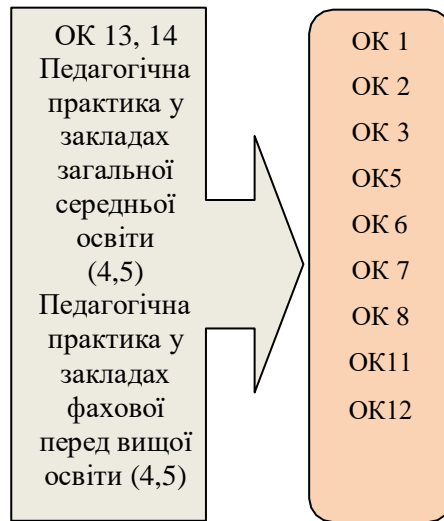 ОК 13, 14
Педагогічна
практика у
закладах
загальної
середньої
освіти
(4,5)
Педагогічна
практика у
закладах
фахової
перед вищої
освіти (4,5)
ОК 1
ОК 2
ОК 3
ОК5
ОК 6
ОК 7
ОК 8
ОК11
ОК12